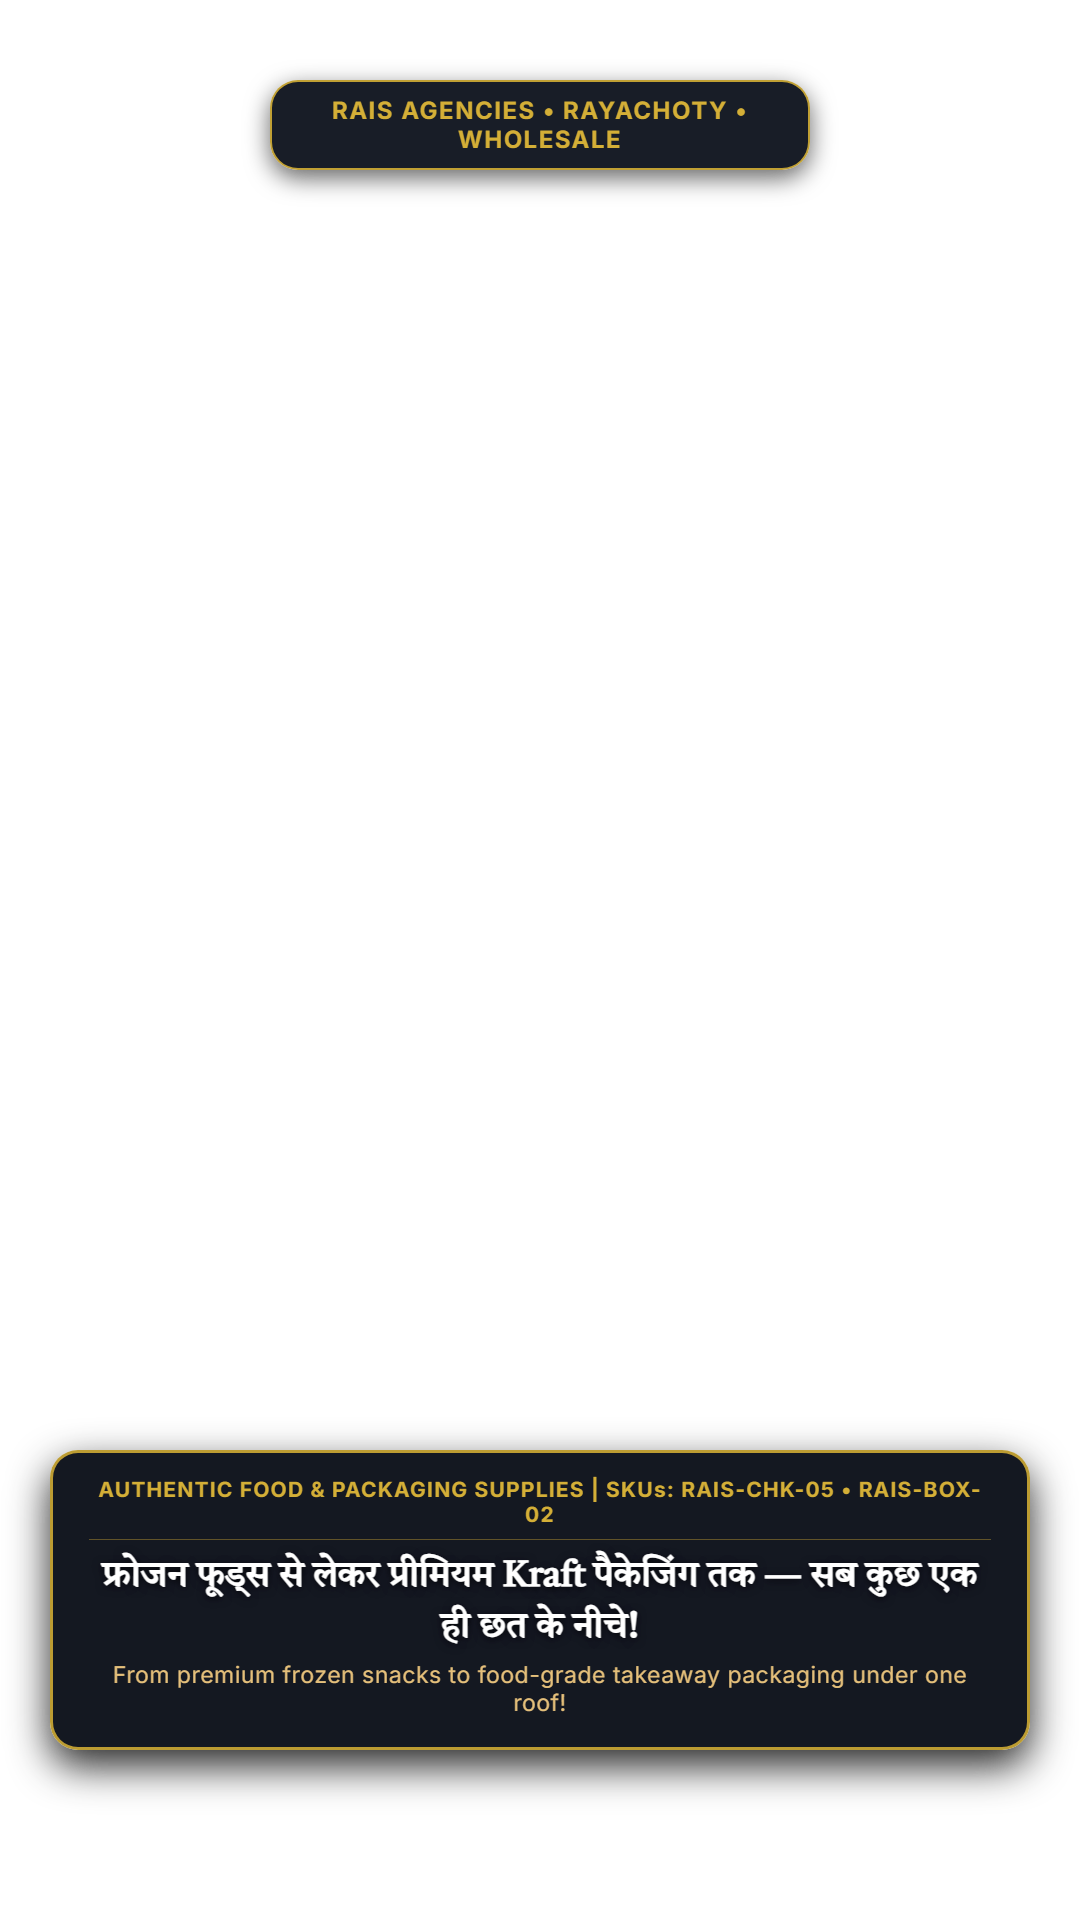 RAIS AGENCIES • RAYACHOTY •
WHOLESALE
AUTHENTIC FOOD & PACKAGING SUPPLIES | SKUs: RAIS-CHK-05 • RAIS-BOX-
02
फ्रोजन फूड्स से लेकर प्रीमियम Kraft पैकेजिंग तक — सब कुछ एक
ही छत के नीचे!
From premium frozen snacks to food-grade takeaway packaging under one
roof!